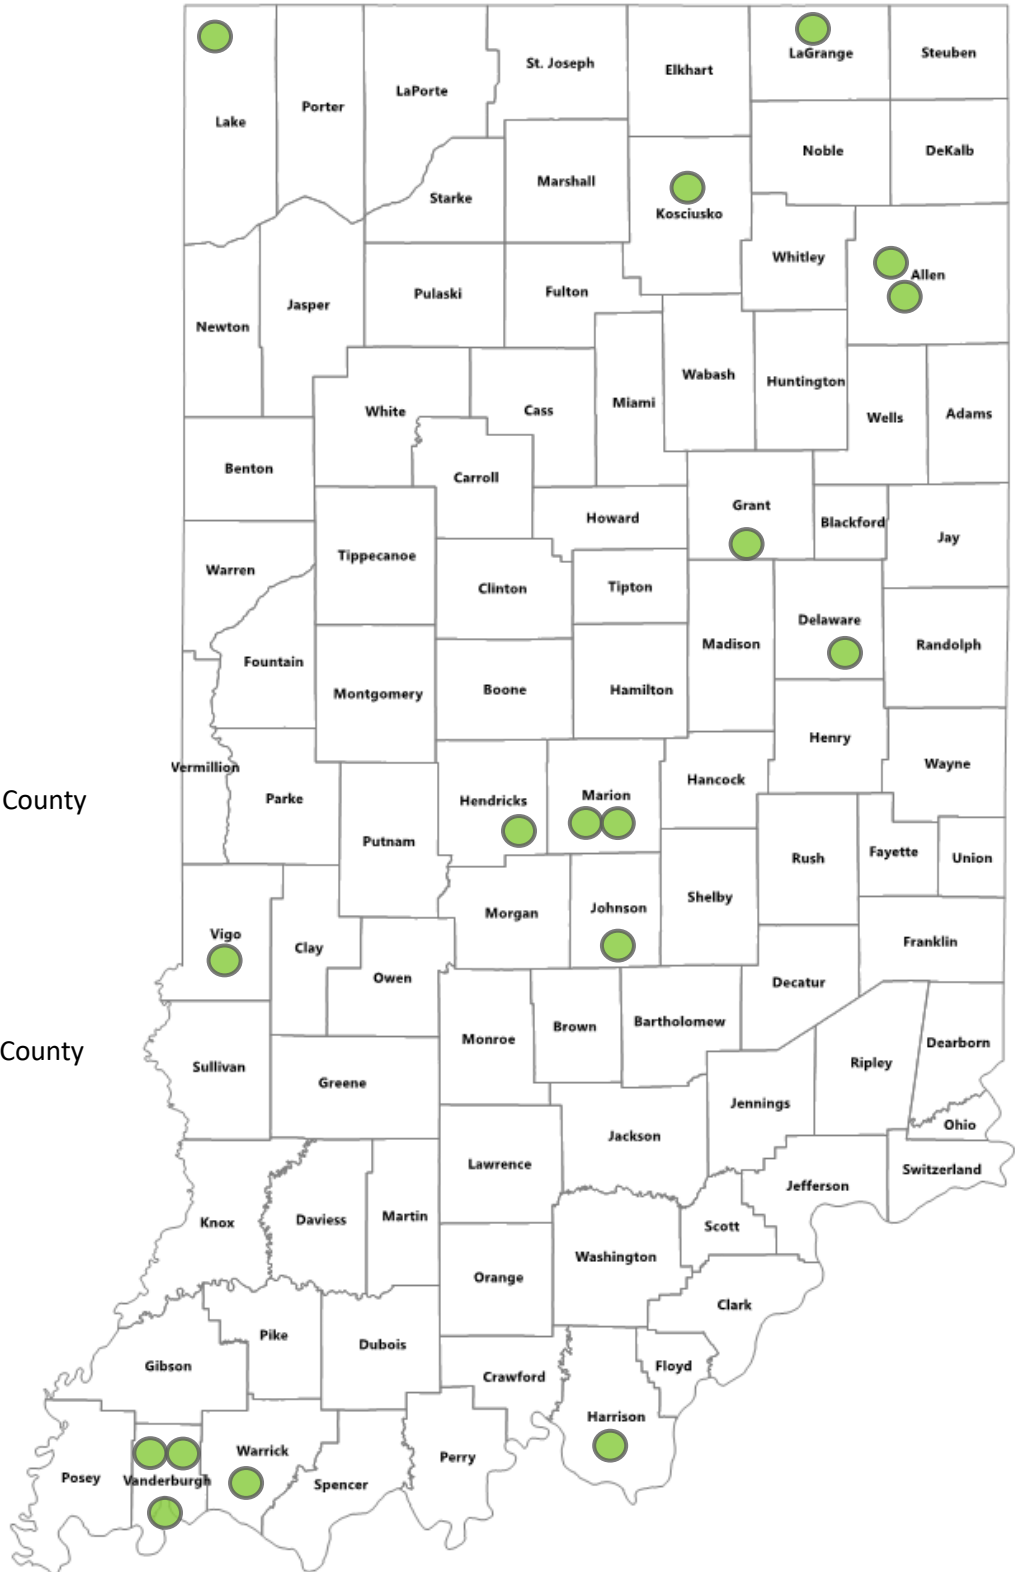 St. Joseph
LaGrange
Steuben
Elkhart
LaPorte
Porter
Lake
Noble
DeKalb
Marshall
Starke
Kosciusko
Whitley
Allen
Pulaski
Fulton
Jasper
Newton
Wabash
Huntington
Miami
White
Cass
Wells
Adams
Benton
Carroll
Grant
Howard
Blackford
Jay
Tippecanoe
Warren
Clinton
Tipton
Delaware
Madison
Randolph
Fountain
Boone
Hamilton
Montgomery
Henry
Wayne
Vermillion
Hancock
County
Parke
Hendricks
Marion
Putnam
Rush
Fayette
Union
Shelby
Morgan
Johnson
Vigo
Clay
Franklin
Owen
Decatur
Brown
Bartholomew
Monroe
Dearborn
County
Sullivan
Ripley
Greene
Jennings
Ohio
Jackson
Lawrence
Switzerland
Jefferson
Knox
Daviess
Martin
Scott
Washington
Orange
Clark
Pike
Dubois
Gibson
Floyd
Crawford
Harrison
Warrick
Perry
Posey
Vanderburgh
Spencer